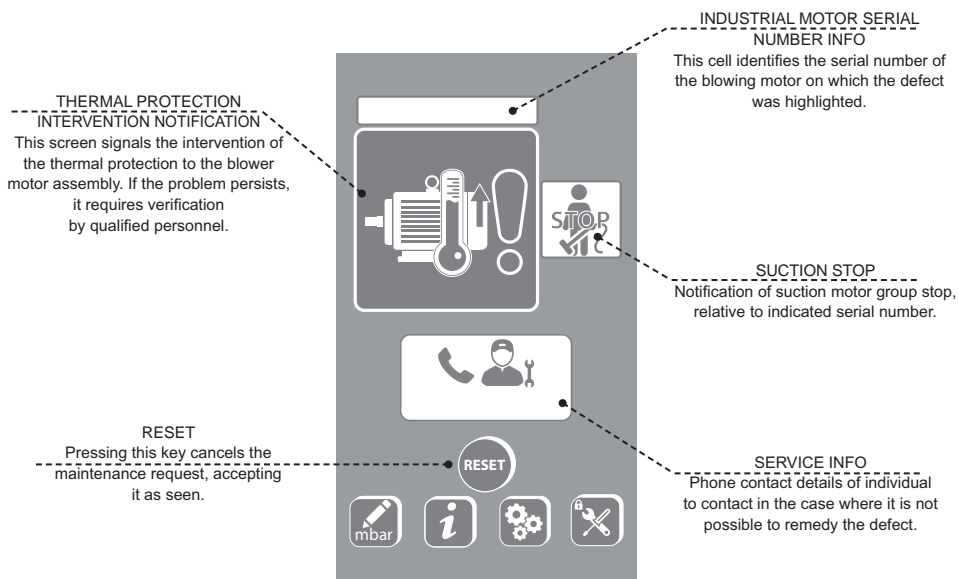 INDUSTRIAL MOTOR SERIAL
NUMBER INFO
This cell identifies the serial number of
the blowing motor on which the defect
was highlighted.
THERMAL PROTECTION
INTERVENTION NOTIFICATION
This screen signals the intervention of
the thermal protection to the blower
motor assembly. If the problem persists,
it requires verification
by qualified personnel.
STOP
SUCTION STOP
Notification of suction motor group stop,
relative to indicated serial number.
RESET
Pressing this key cancels the
maintenance request, accepting
it as seen.
RESET
SERVICE INFO
Phone contact details of individual
to contact in the case where it is not
possible to remedy the defect.
mbar
i